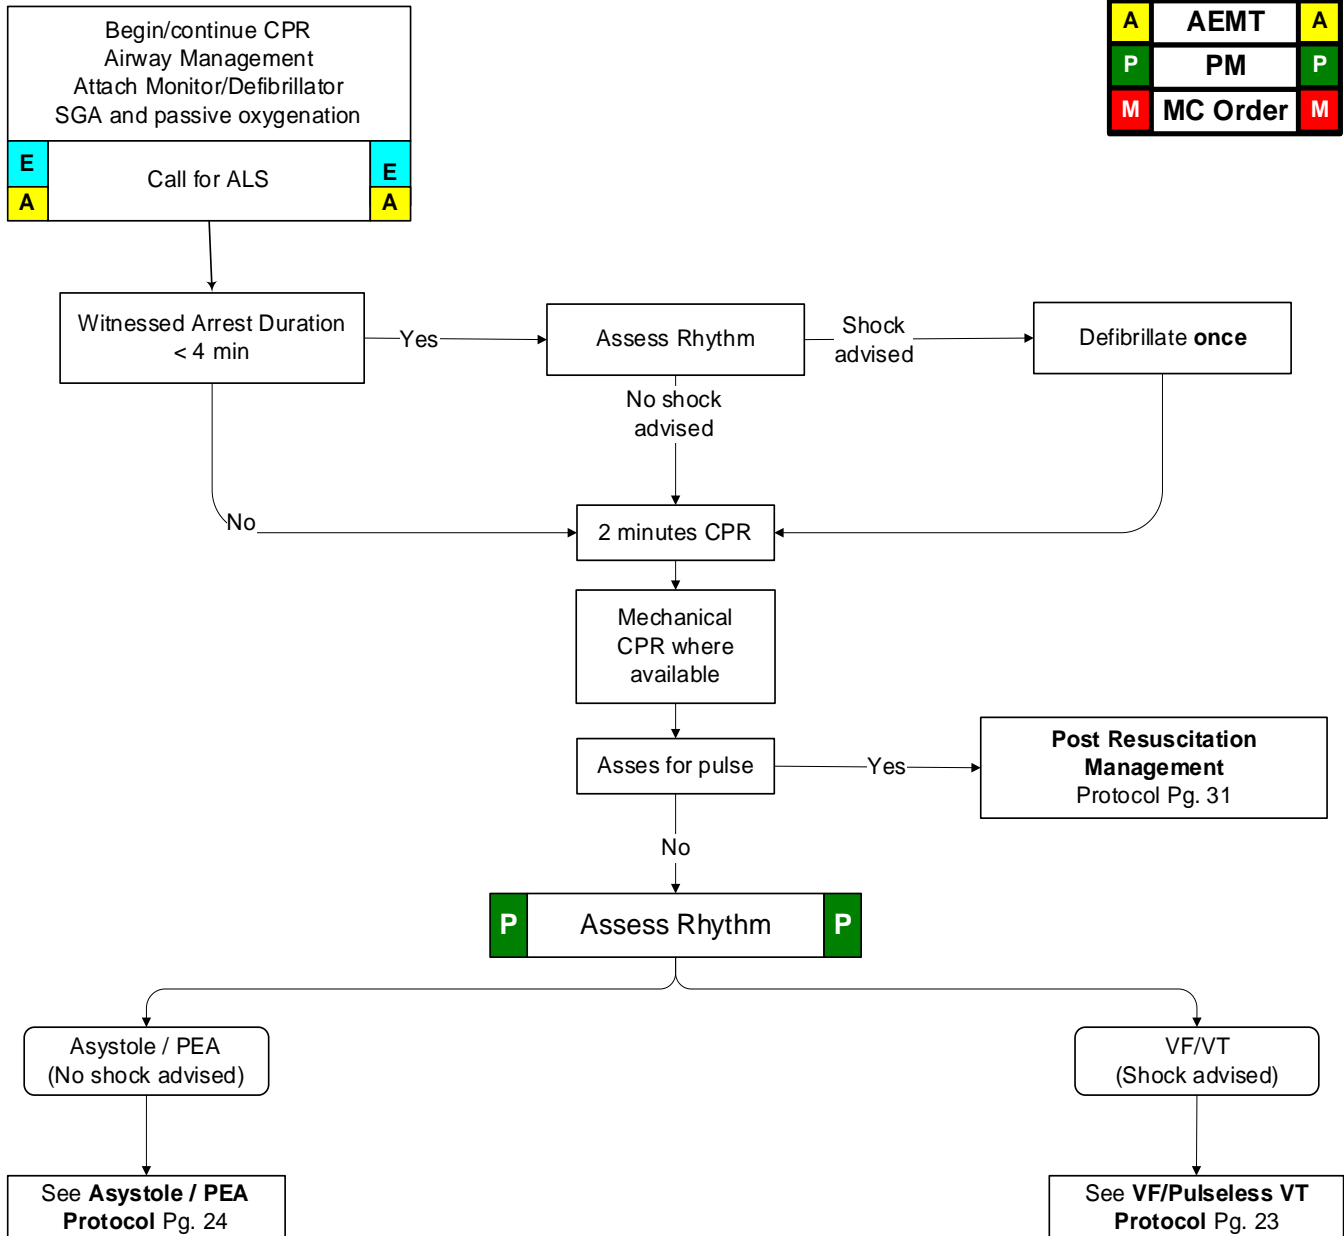 Begin/continue CPR
Airway Management
Attach Monitor/Defibrillator
SGA and passive oxygenation
E Call for ALS E
A A
A AEMT A
P PM P
M MC Order M
Witnessed Arrest Duration
< 4 min
Yes
Assess Rhythm
Shock
advised
Defibrillate once
No shock
advised
No
2 minutes CPR
Mechanical
CPR where
available
Asses for pulse
Yes
Post Resuscitation
Management
Protocol Pg. 31
No
P Assess Rhythm P
Asystole / PEA
(No shock advised)
VF/VT
(Shock advised)
See Asystole / PEA
Protocol Pg. 24
See VF/Pulseless VT
Protocol Pg. 23